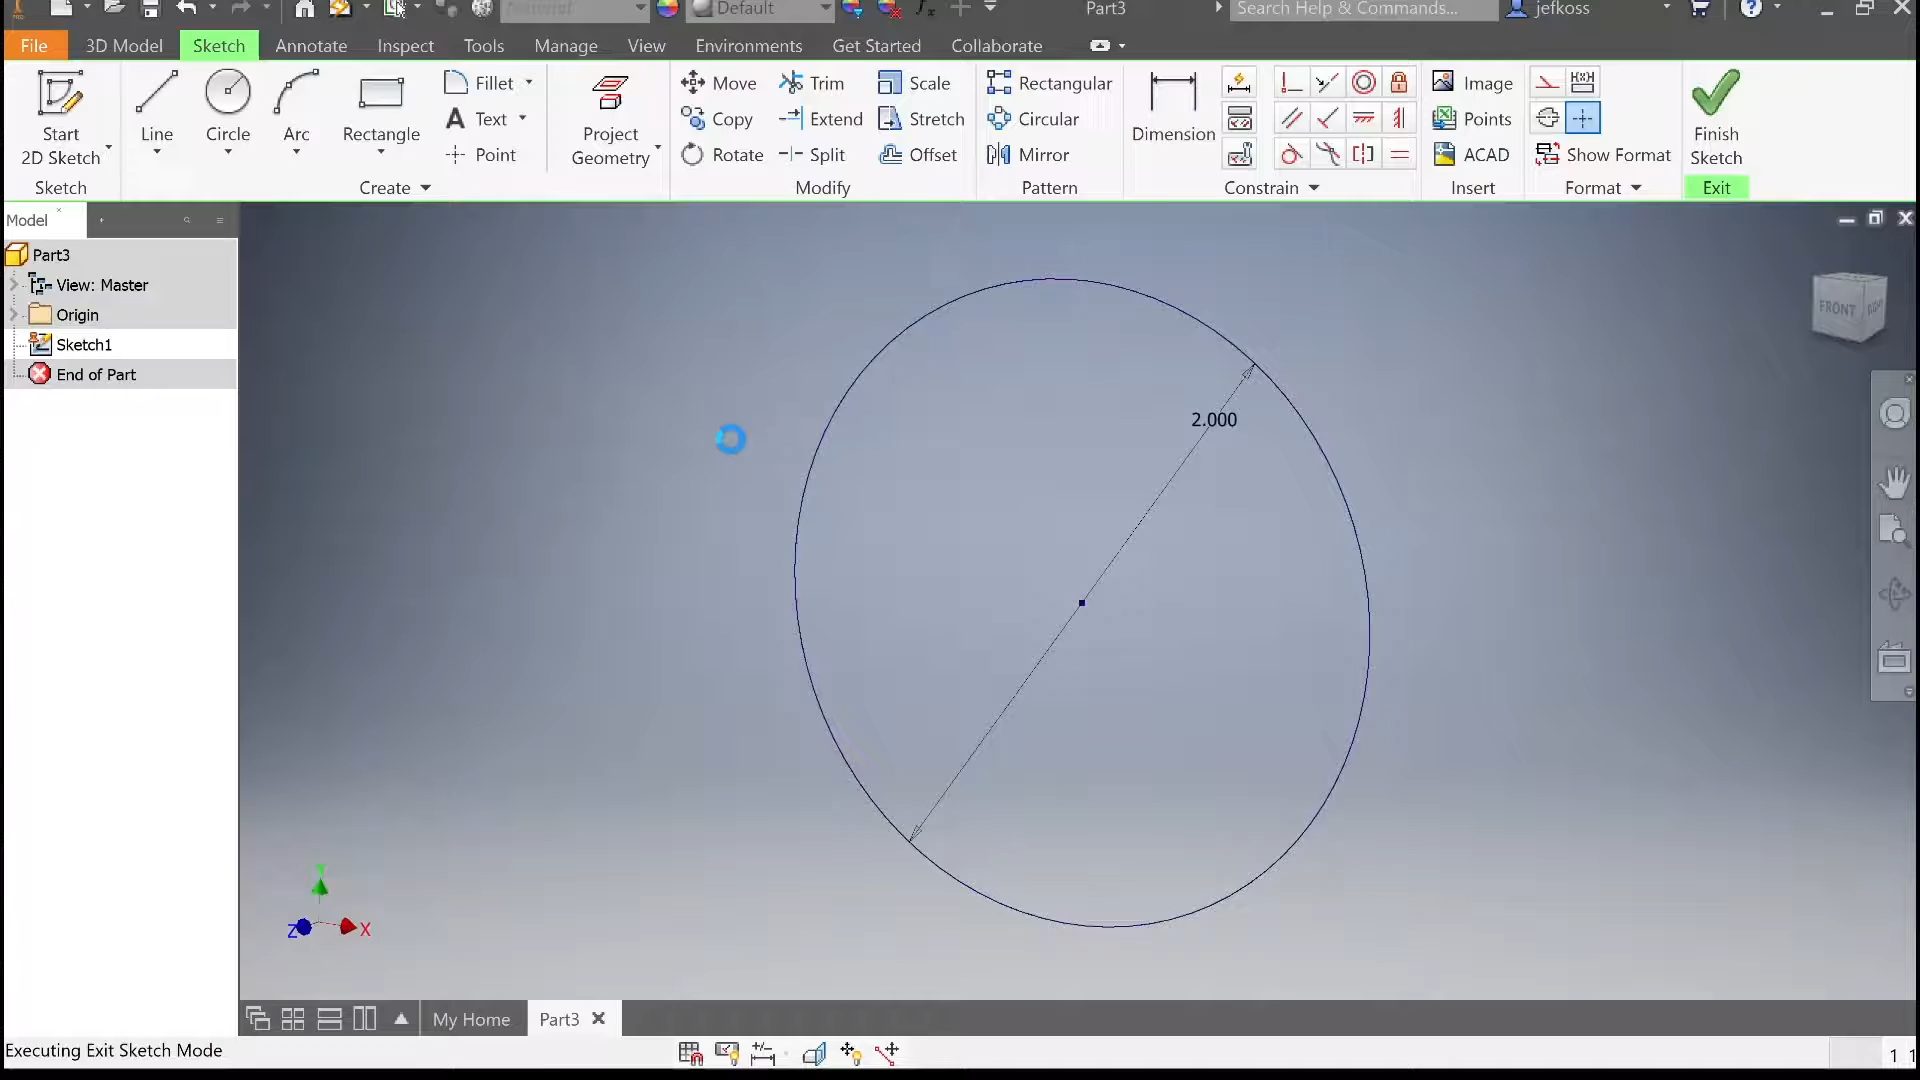 Material
Default
Part3
Search Help & Commands...
jefkoss
File
3D Model
Sketch
Annotate
Inspect
Tools
Manage
View
Environments
Get Started
Collaborate
Start
2D Sketch
Line
Circle
Arc
Rectangle
Fillet
Text
Point
Project
Geometry
Move
Copy
Rotate
Trim
Extend
Split
Scale
Stretch
Offset
Rectangular
Circular
Mirror
Dimension
Image
Points
ACAD
Show Format
Finish
Sketch
Sketch
Create
Modify
Pattern
Constrain
Insert
Format
Exit
Model
Part3
View: Master
Origin
Sketch1
End of Part
2.000
FRONT
RIGHT
Y
Z
X
My Home
Part3
Executing Exit Sketch Mode
1 1